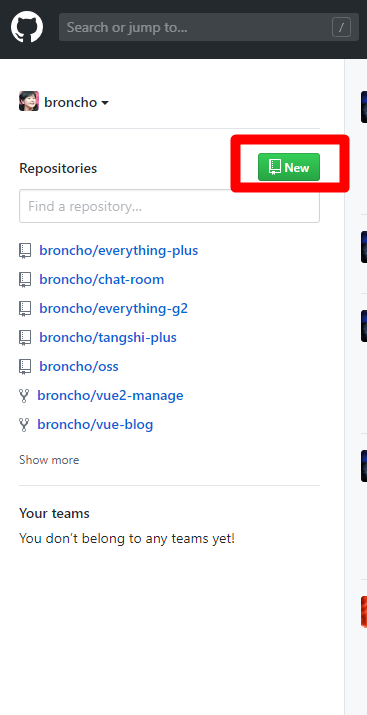 Search or jump to...
/
broncho
Repositories
New
Find a repository...
broncho/everything-plus
broncho/chat-room
broncho/everything-g2
broncho/tangshi-plus
broncho/oss
broncho/vue2-manage
broncho/vue-blog
Show more
Your teams
You don’t belong to any teams yet!